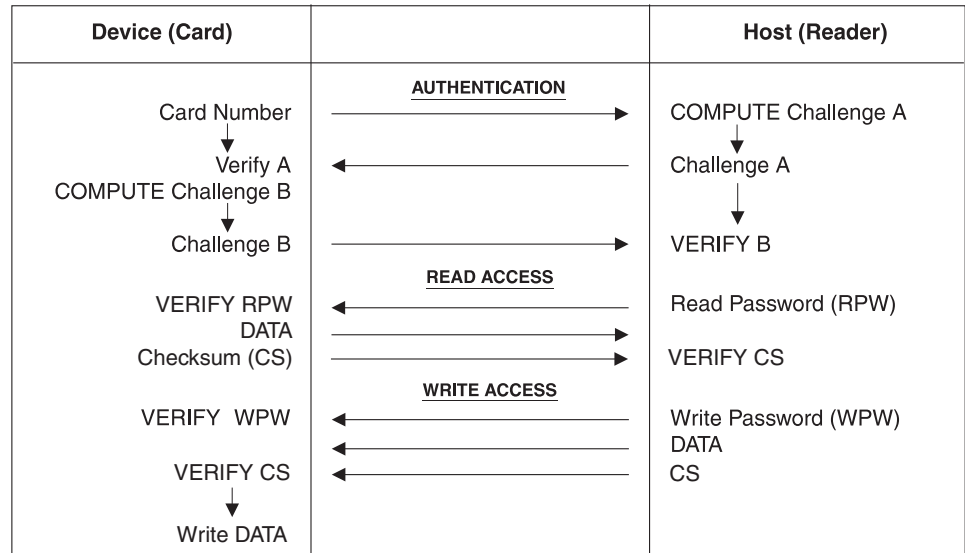 Device (Card) Host (Reader)
AUTHENTICATION
Card Number COMPUTE Challenge A
Verify A Challenge A
COMPUTE Challenge B
Challenge B VERIFY B
READ ACCESS
VERIFY RPW Read Password (RPW)
DATA
Checksum (CS) VERIFY CS
WRITE ACCESS
VERIFY WPW Write Password (WPW)
DATA
VERIFY CS CS
Write DATA